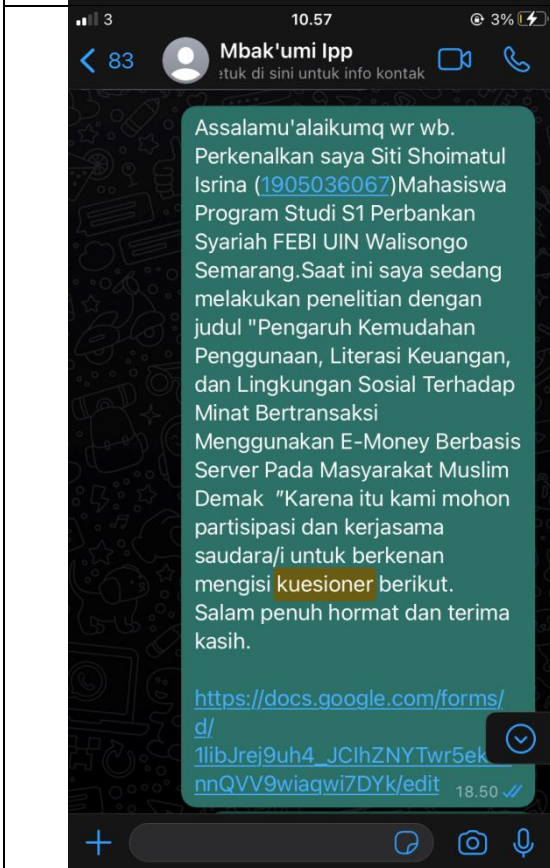 3 10.57 3%
83 Mbak'umi Ipp
etuk di sini untuk info kontak
Assalamu'alaikumq wr wb.
Perkenalkan saya Siti Shoimatul
Isrina (1905036067)Mahasiswa
Program Studi S1 Perbankan
Syariah FEBI UIN Walisongo
Semarang.Saat ini saya sedang
melakukan penelitian dengan
judul "Pengaruh Kemudahan
Penggunaan, Literasi Keuangan,
dan Lingkungan Sosial Terhadap
Minat Bertransaksi
Menggunakan E-Money Berbasis
Server Pada Masyarakat Muslim
Demak "Karena itu kami mohon
partisipasi dan kerjasama
saudara/i untuk berkenan
mengisi kuesioner berikut.
Salam penuh hormat dan terima
kasih.
https://docs.google.com/forms/
d/
1libJrej9uh4_JClhZNYTwr5ek
nnQVV9wiaqwi7DYk/edit 18.50